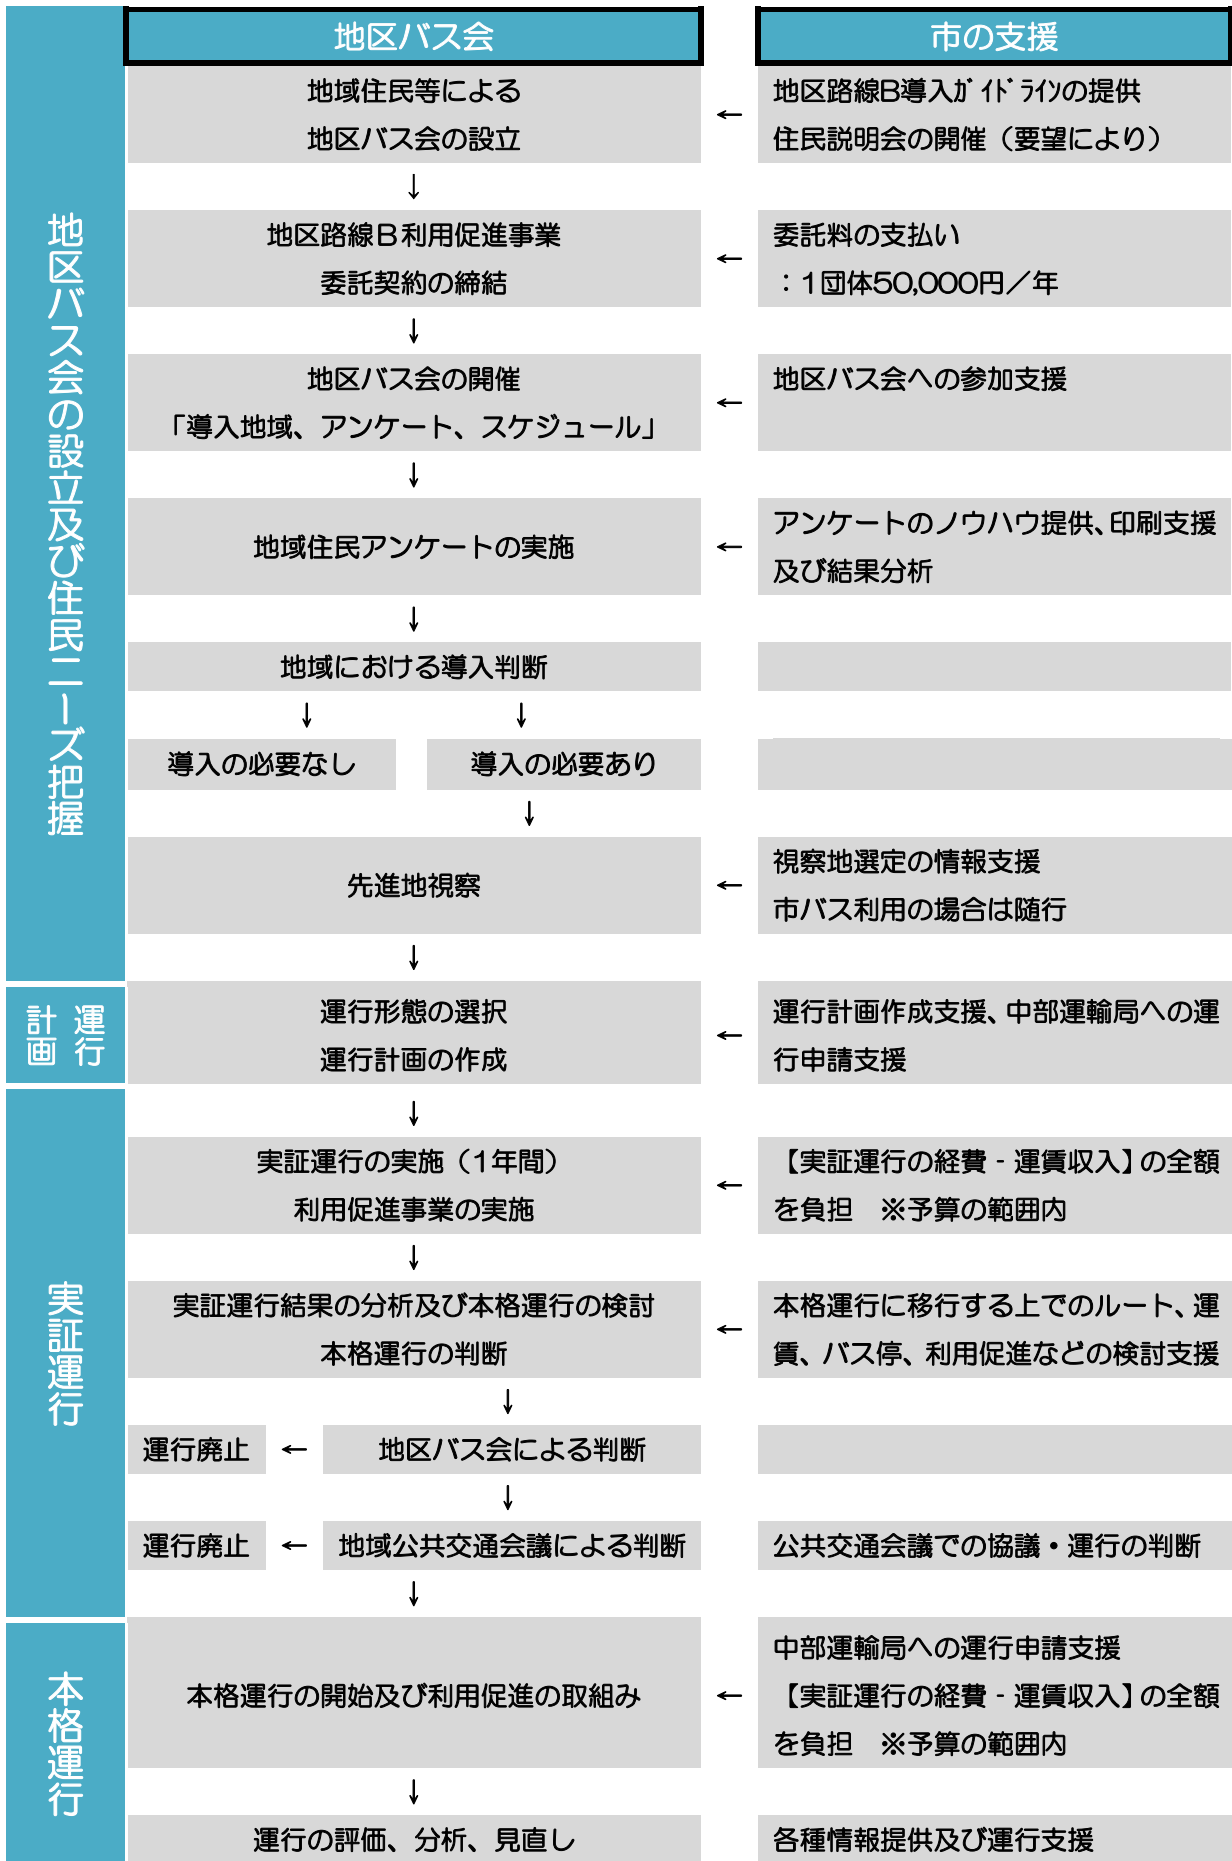 地区バス会
市の支援
地区バス会の設立及び住民ニーズ把握
地域住民等による
地区バス会の設立
←
地区路線B導入ｶﾞｲﾄﾞﾗｲﾝの提供
住民説明会の開催（要望により）
↓
地区路線Ｂ利用促進事業
委託契約の締結
←
委託料の支払い
：１団体50,000円／年
↓
地区バス会の開催
「導入地域、アンケート、スケジュール」
←
地区バス会への参加支援
↓
地域住民アンケートの実施
←
アンケートのノウハウ提供、印刷支援
及び結果分析
↓
地域における導入判断
↓ ↓
導入の必要なし
導入の必要あり
↓
先進地視察
←
視察地選定の情報支援
市バス利用の場合は随行
↓
運行
計画
運行形態の選択
運行計画の作成
←
運行計画作成支援、中部運輸局への運
行申請支援
↓
実証運行
実証運行の実施（1年間）
利用促進事業の実施
←
【実証運行の経費‐運賃収入】の全額
を負担　※予算の範囲内
↓
実証運行結果の分析及び本格運行の検討
本格運行の判断
←
本格運行に移行する上でのルート、運
賃、バス停、利用促進などの検討支援
↓
運行廃止 ← 地区バス会による判断
↓
運行廃止 ← 地域公共交通会議による判断
公共交通会議での協議・運行の判断
↓
本格運行
本格運行の開始及び利用促進の取組み
←
中部運輸局への運行申請支援
【実証運行の経費‐運賃収入】の全額
を負担　※予算の範囲内
↓
運行の評価、分析、見直し
各種情報提供及び運行支援